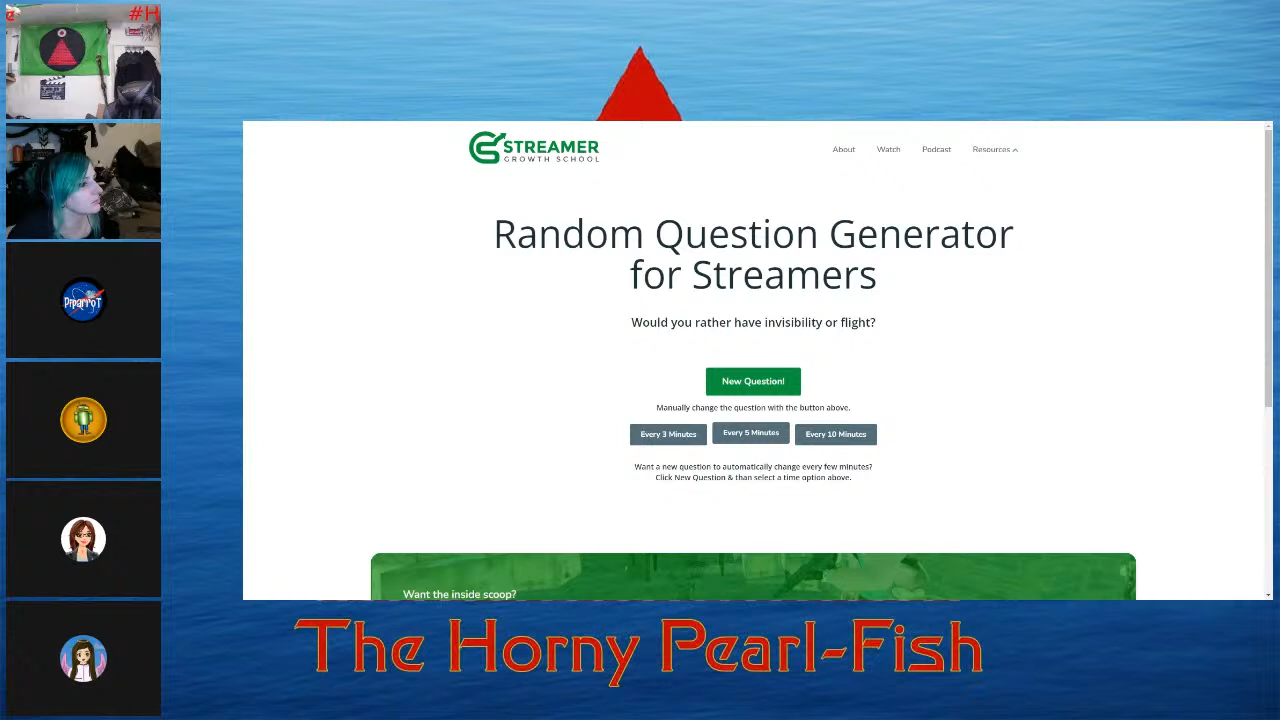 #H
PiparroT
STREAMER
GROWTH SCHOOL
About
Watch
Podcast
Resources
Random Question Generator
for Streamers
Would you rather have invisibility or flight?
New Question!
Manually change the question with the button above.
Every 3 Minutes
Every 5 Minutes
Every 10 Minutes
Want a new question to automatically change every few minutes?
Click New Question & than select a time option above.
Want the inside scoop?
The Horny Pearl-Fish